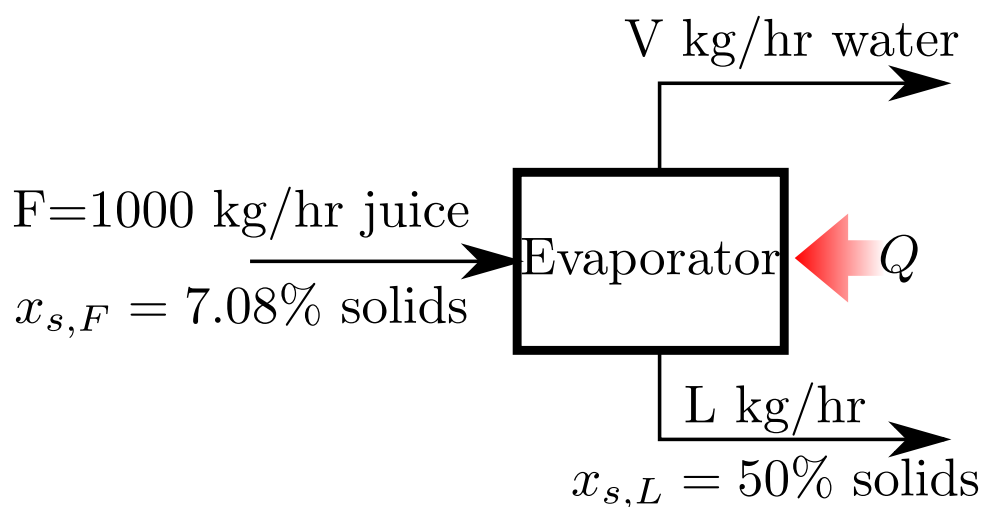 V kg/hr water
F=1000 kg/hr juice
Evaporator
Q
x_{s,F} = 7.08% solids
L kg/hr
x_{s,L} = 50% solids